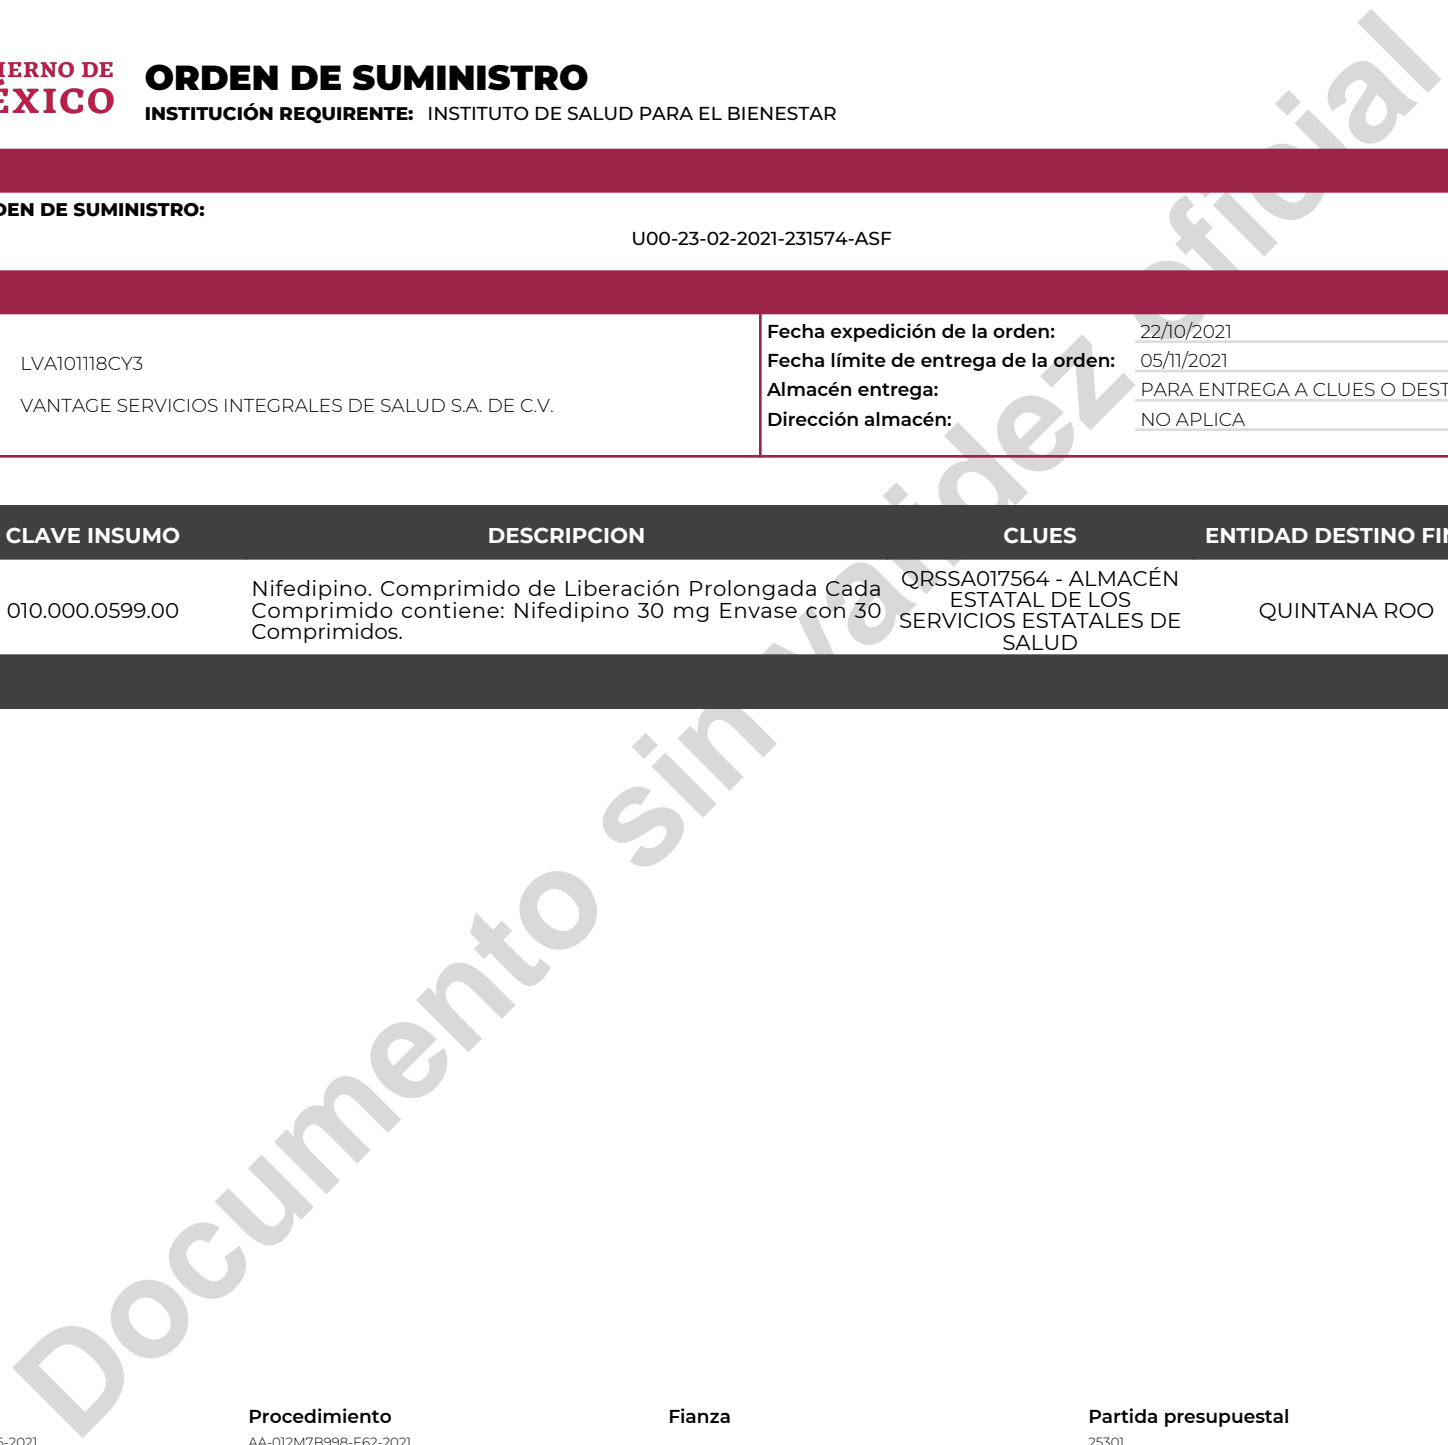 ORDEN DE SUMINISTRO
INSTITUCIÓN REQUIRENTE: INSTITUTO DE SALUD PARA EL BIENESTAR
IERNO DE
ÉXICO
DEN DE SUMINISTRO:
U00-23-02-2021-231574-ASF
LVA101118CY3
VANTAGE SERVICIOS INTEGRALES DE SALUD S.A. DE C.V.
Fecha expedición de la orden: 22/10/2021
Fecha límite de entrega de la orden: 05/11/2021
Almacén entrega: PARA ENTREGA A CLUES O DEST
Dirección almacén: NO APLICA
CLAVE INSUMO DESCRIPCION CLUES ENTIDAD DESTINO FIN
010.000.0599.00
Nifedipino. Comprimido de Liberación Prolongada Cada
Comprimido contiene: Nifedipino 30 mg Envase con 30
Comprimidos.
QRSSA017564 - ALMACÉN
ESTATAL DE LOS
SERVICIOS ESTATALES DE
SALUD
QUINTANA ROO
Documento sin validez oficial
Procedimiento Fianza Partida presupuestal
6-2021 AA-012M7B998-E62-2021 25301